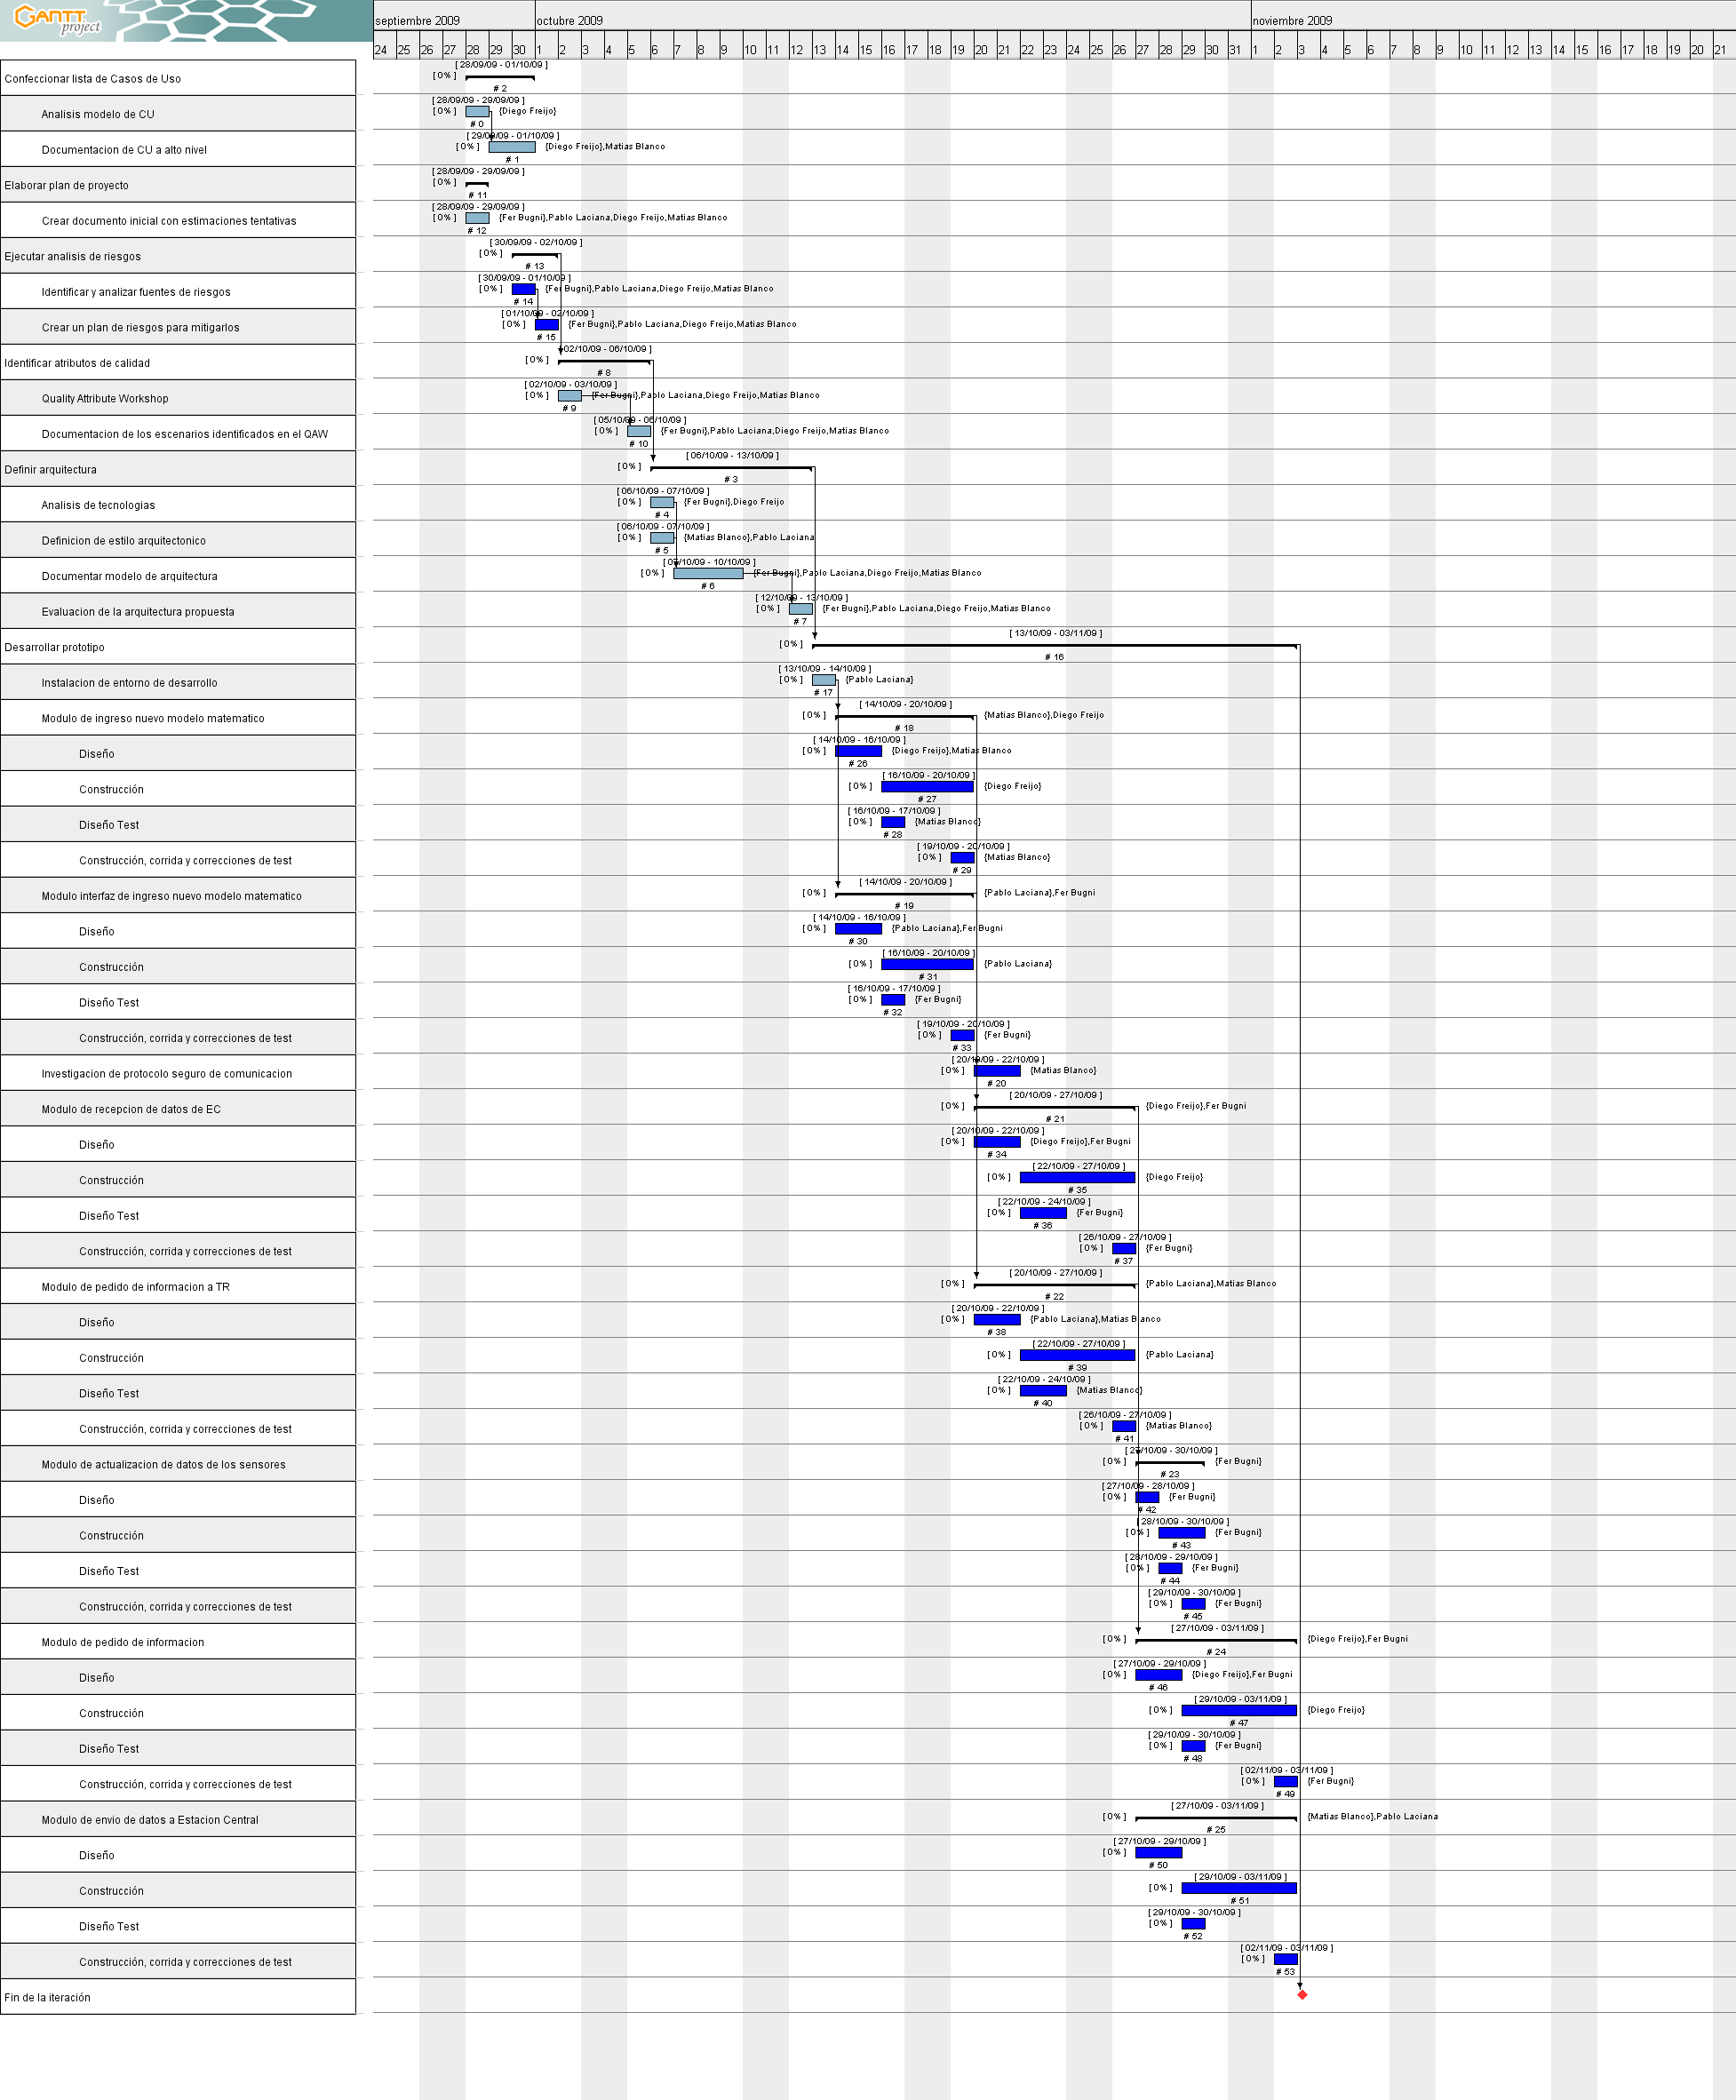 GANTT project
septiembre 2009 octubre 2009 noviembre 2009
24 25 26 27 28 29 30 1 2 3 4 5 6 7 8 9 10 11 12 13 14 15 16 17 18 19 20 21 22 23 24 25 26 27 28 29 30 31 1 2 3 4 5 6 7 8 9 10 11 12 13 14 15 16 17 18 19 20 21
[ 28/09/09 - 01/10/09 ]
Confeccionar lista de Casos de Uso [ 0% ]
# 2
[ 28/09/09 - 29/09/09 ]
Analisis modelo de CU [ 0% ] {Diego Freijo}
# 0
[ 29/09/09 - 01/10/09 ]
Documentacion de CU a alto nivel [ 0% ] {Diego Freijo},Matias Blanco
# 1
[ 28/09/09 - 29/09/09 ]
Elaborar plan de proyecto [ 0% ]
# 11
[ 28/09/09 - 29/09/09 ]
Crear documento inicial con estimaciones tentativas [ 0% ] {Fer Bugni},Pablo Laciana,Diego Freijo,Matias Blanco
# 12
[ 30/09/09 - 02/10/09 ]
Ejecutar analisis de riesgos [ 0% ]
# 13
[ 30/09/09 - 01/10/09 ]
Identificar y analizar fuentes de riesgos [ 0% ] {Fer Bugni},Pablo Laciana,Diego Freijo,Matias Blanco
# 14
[ 01/10/09 - 02/10/09 ]
Crear un plan de riesgos para mitigarlos [ 0% ] {Fer Bugni},Pablo Laciana,Diego Freijo,Matias Blanco
# 15
[ 02/10/09 - 06/10/09 ]
Identificar atributos de calidad [ 0% ]
# 8
[ 02/10/09 - 03/10/09 ]
Quality Attribute Workshop [ 0% ] {Fer Bugni},Pablo Laciana,Diego Freijo,Matias Blanco
# 9
[ 05/10/09 - 06/10/09 ]
Documentacion de los escenarios identificados en el QAW [ 0% ] {Fer Bugni},Pablo Laciana,Diego Freijo,Matias Blanco
# 10
[ 06/10/09 - 13/10/09 ]
Definir arquitectura [ 0% ]
# 3
[ 06/10/09 - 07/10/09 ]
Analisis de tecnologias [ 0% ] {Fer Bugni},Diego Freijo
# 4
[ 06/10/09 - 07/10/09 ]
Definicion de estilo arquitectonico [ 0% ] {Matias Blanco},Pablo Laciana
# 5
[ 07/10/09 - 10/10/09 ]
Documentar modelo de arquitectura [ 0% ] {Fer Bugni},Pablo Laciana,Diego Freijo,Matias Blanco
# 6
[ 12/10/09 - 13/10/09 ]
Evaluacion de la arquitectura propuesta [ 0% ] {Fer Bugni},Pablo Laciana,Diego Freijo,Matias Blanco
# 7
[ 13/10/09 - 03/11/09 ]
Desarrollar prototipo [ 0% ]
# 16
[ 13/10/09 - 14/10/09 ]
Instalacion de entorno de desarrollo [ 0% ] {Pablo Laciana}
# 17
[ 14/10/09 - 20/10/09 ]
Modulo de ingreso nuevo modelo matematico [ 0% ] {Matias Blanco},Diego Freijo
# 18
[ 14/10/09 - 16/10/09 ]
Diseño [ 0% ] {Diego Freijo},Matias Blanco
# 26
[ 16/10/09 - 20/10/09 ]
Construcción [ 0% ] {Diego Freijo}
# 27
[ 16/10/09 - 17/10/09 ]
Diseño Test [ 0% ] {Matias Blanco}
# 28
[ 19/10/09 - 20/10/09 ]
Construcción, corrida y correcciones de test [ 0% ] {Matias Blanco}
# 29
[ 14/10/09 - 20/10/09 ]
Modulo interfaz de ingreso nuevo modelo matematico [ 0% ] {Pablo Laciana},Fer Bugni
# 19
[ 14/10/09 - 16/10/09 ]
Diseño [ 0% ] {Pablo Laciana},Fer Bugni
# 30
[ 16/10/09 - 20/10/09 ]
Construcción [ 0% ] {Pablo Laciana}
# 31
[ 16/10/09 - 17/10/09 ]
Diseño Test [ 0% ] {Fer Bugni}
# 32
[ 19/10/09 - 20/10/09 ]
Construcción, corrida y correcciones de test [ 0% ] {Fer Bugni}
# 33
[ 20/10/09 - 22/10/09 ]
Investigacion de protocolo seguro de comunicacion [ 0% ] {Matias Blanco}
# 20
[ 20/10/09 - 27/10/09 ]
Modulo de recepcion de datos de EC [ 0% ] {Diego Freijo},Fer Bugni
# 21
[ 20/10/09 - 22/10/09 ]
Diseño [ 0% ] {Diego Freijo},Fer Bugni
# 34
[ 22/10/09 - 27/10/09 ]
Construcción [ 0% ] {Diego Freijo}
# 35
[ 22/10/09 - 24/10/09 ]
Diseño Test [ 0% ] {Fer Bugni}
# 36
[ 26/10/09 - 27/10/09 ]
Construcción, corrida y correcciones de test [ 0% ] {Fer Bugni}
# 37
[ 20/10/09 - 27/10/09 ]
Modulo de pedido de informacion a TR [ 0% ] {Pablo Laciana},Matias Blanco
# 22
[ 20/10/09 - 22/10/09 ]
Diseño [ 0% ] {Pablo Laciana},Matias Blanco
# 38
[ 22/10/09 - 27/10/09 ]
Construcción [ 0% ] {Pablo Laciana}
# 39
[ 22/10/09 - 24/10/09 ]
Diseño Test [ 0% ] {Matias Blanco}
# 40
[ 26/10/09 - 27/10/09 ]
Construcción, corrida y correcciones de test [ 0% ] {Matias Blanco}
# 41
[ 27/10/09 - 30/10/09 ]
Modulo de actualizacion de datos de los sensores [ 0% ] {Fer Bugni}
# 23
[ 27/10/09 - 28/10/09 ]
Diseño [ 0% ] {Fer Bugni}
# 42
[ 28/10/09 - 30/10/09 ]
Construcción [ 0% ] {Fer Bugni}
# 43
[ 28/10/09 - 29/10/09 ]
Diseño Test [ 0% ] {Fer Bugni}
# 44
[ 29/10/09 - 30/10/09 ]
Construcción, corrida y correcciones de test [ 0% ] {Fer Bugni}
# 45
[ 27/10/09 - 03/11/09 ]
Modulo de pedido de informacion [ 0% ] {Diego Freijo},Fer Bugni
# 24
[ 27/10/09 - 29/10/09 ]
Diseño [ 0% ] {Diego Freijo},Fer Bugni
# 46
[ 29/10/09 - 03/11/09 ]
Construcción [ 0% ] {Diego Freijo}
# 47
[ 29/10/09 - 30/10/09 ]
Diseño Test [ 0% ] {Fer Bugni}
# 48
[ 02/11/09 - 03/11/09 ]
Construcción, corrida y correcciones de test [ 0% ] {Fer Bugni}
# 49
[ 27/10/09 - 03/11/09 ]
Modulo de envio de datos a Estacion Central [ 0% ] {Matias Blanco},Pablo Laciana
# 25
[ 27/10/09 - 29/10/09 ]
Diseño [ 0% ]
# 50
[ 29/10/09 - 03/11/09 ]
Construcción [ 0% ]
# 51
[ 29/10/09 - 30/10/09 ]
Diseño Test [ 0% ]
# 52
[ 02/11/09 - 03/11/09 ]
Construcción, corrida y correcciones de test [ 0% ]
# 53
Fin de la iteración